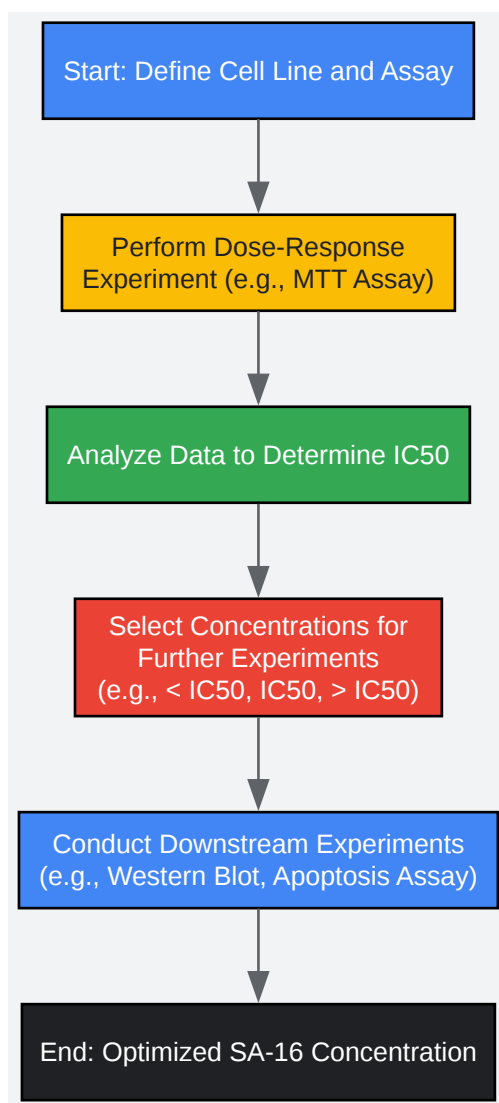 Start: Define Cell Line and Assay
Perform Dose-Response
Experiment (e.g., MTT Assay)
Analyze Data to Determine IC50
Select Concentrations for
Further Experiments
(e.g., < IC50, IC50, > IC50)
Conduct Downstream Experiments
(e.g., Western Blot, Apoptosis Assay)
End: Optimized SA-16 Concentration